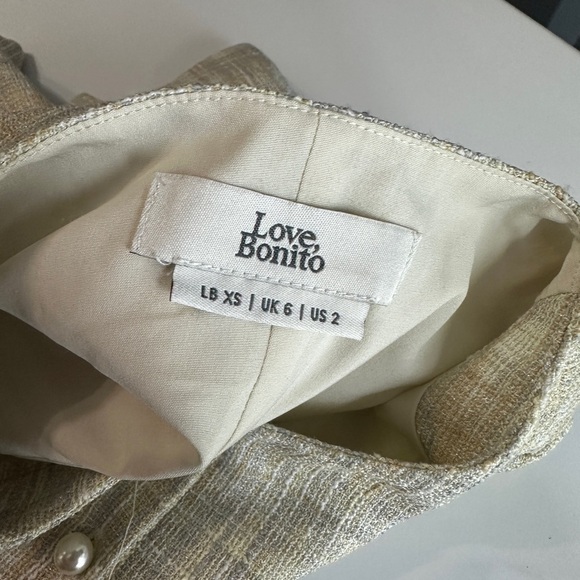 Love,
Bonito
LB XS | UK 6 | US 2